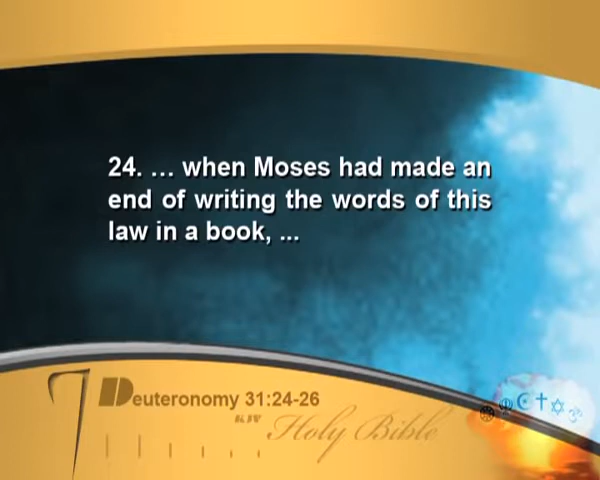 24. … when Moses had made an
end of writing the words of this
law in a book, ...
Deuteronomy 31:24-26
KJV
Holy Bible